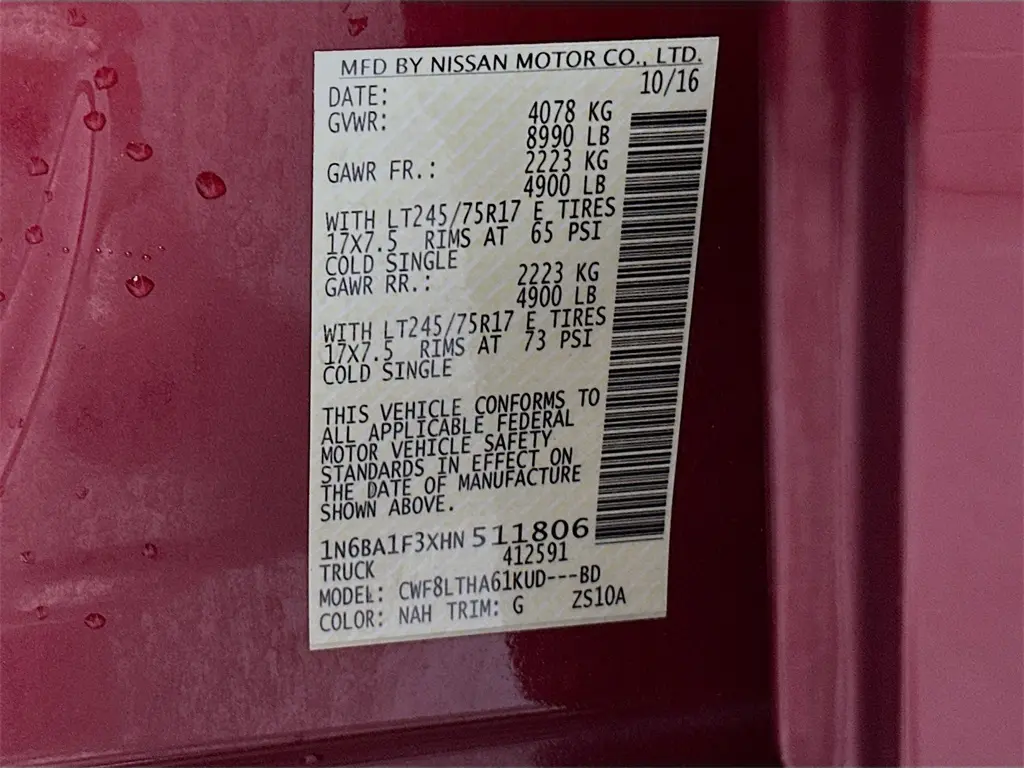 MFD BY NISSAN MOTOR CO., LTD.
DATE: 10/16
GVWR: 4078 KG
8990 LB
GAWR FR.: 2223 KG
4900 LB
WITH LT245/75R17 E TIRES
17X7.5 RIMS AT 65 PSI
COLD SINGLE
GAWR RR.: 2223 KG
4900 LB
WITH LT245/75R17 E TIRES
17X7.5 RIMS AT 73 PSI
COLD SINGLE
THIS VEHICLE CONFORMS TO
ALL APPLICABLE FEDERAL
MOTOR VEHICLE SAFETY
STANDARDS IN EFFECT ON
THE DATE OF MANUFACTURE
SHOWN ABOVE.
1N6BA1F3XHN 511806
TRUCK 412591
MODEL: CWF8LTHA61KUD---BD
COLOR: NAH TRIM: G ZS10A